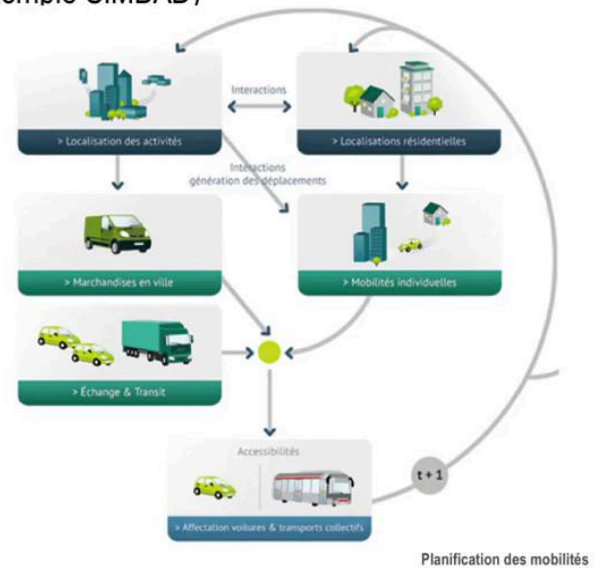 Interactions
> Localisation des activités
> Localisations résidentielles
Interactions
génération des déplacements
> Marchandises en ville
> Mobilités individuelles
> Échange & Transit
Accessibilités
t+1
> Affectation voitures & transports collectifs
Planification des mobilités